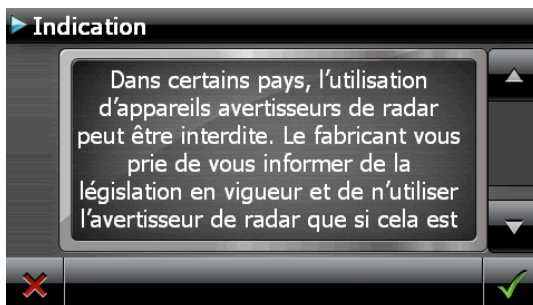 Indication
Dans certains pays, l'utilisation
d'appareils avertisseurs de radar
peut être interdite. Le fabricant vous
prie de vous informer de la
législation en vigueur et de n'utiliser
l'avertisseur de radar que si cela est